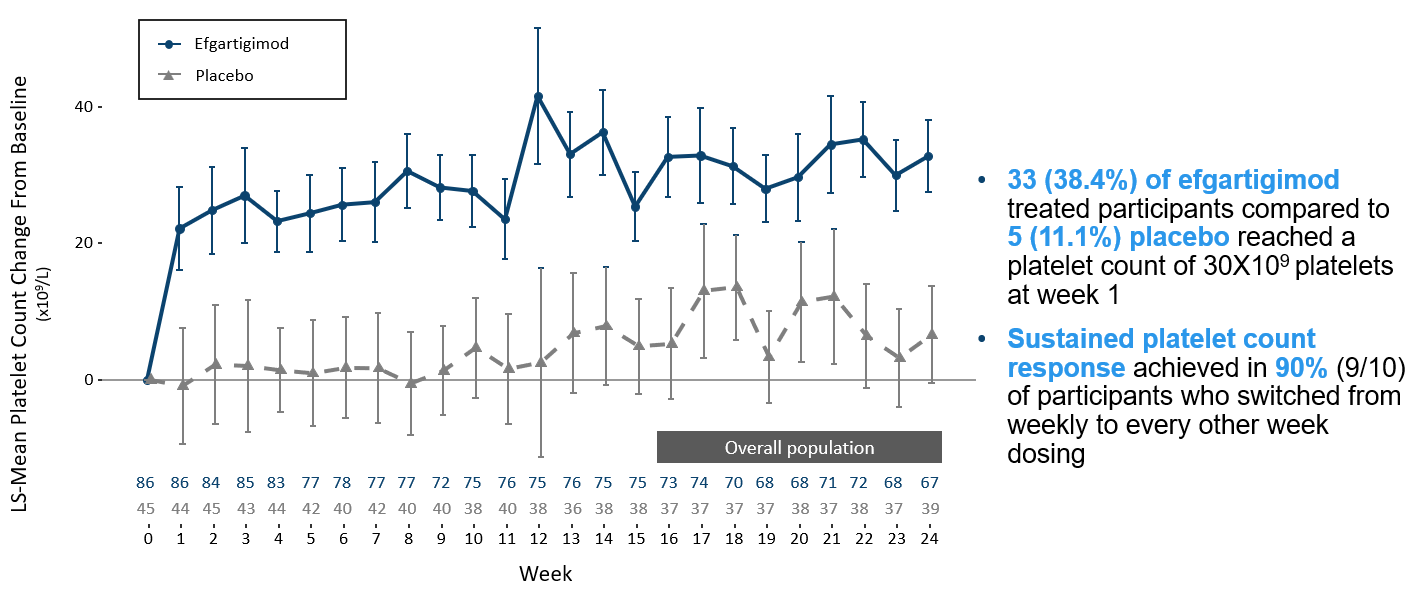 Efgartigimod
Placebo
LS-Mean Platelet Count Change From Baseline
(x10⁹/L)
40
20
0
Overall population
86 86 84 85 83 77 78 77 77 72 75 76 75 76 75 75 73 74 70 68 68 71 72 68 67
45 44 45 43 44 42 40 42 40 40 38 40 38 36 38 38 37 37 37 37 38 37 38 37 39
0 1 2 3 4 5 6 7 8 9 10 11 12 13 14 15 16 17 18 19 20 21 22 23 24
Week
• 33 (38.4%) of efgartigimod
treated participants compared to
5 (11.1%) placebo reached a
platelet count of 30X10⁹ platelets
at week 1
• Sustained platelet count
response achieved in 90% (9/10)
of participants who switched from
weekly to every other week
dosing